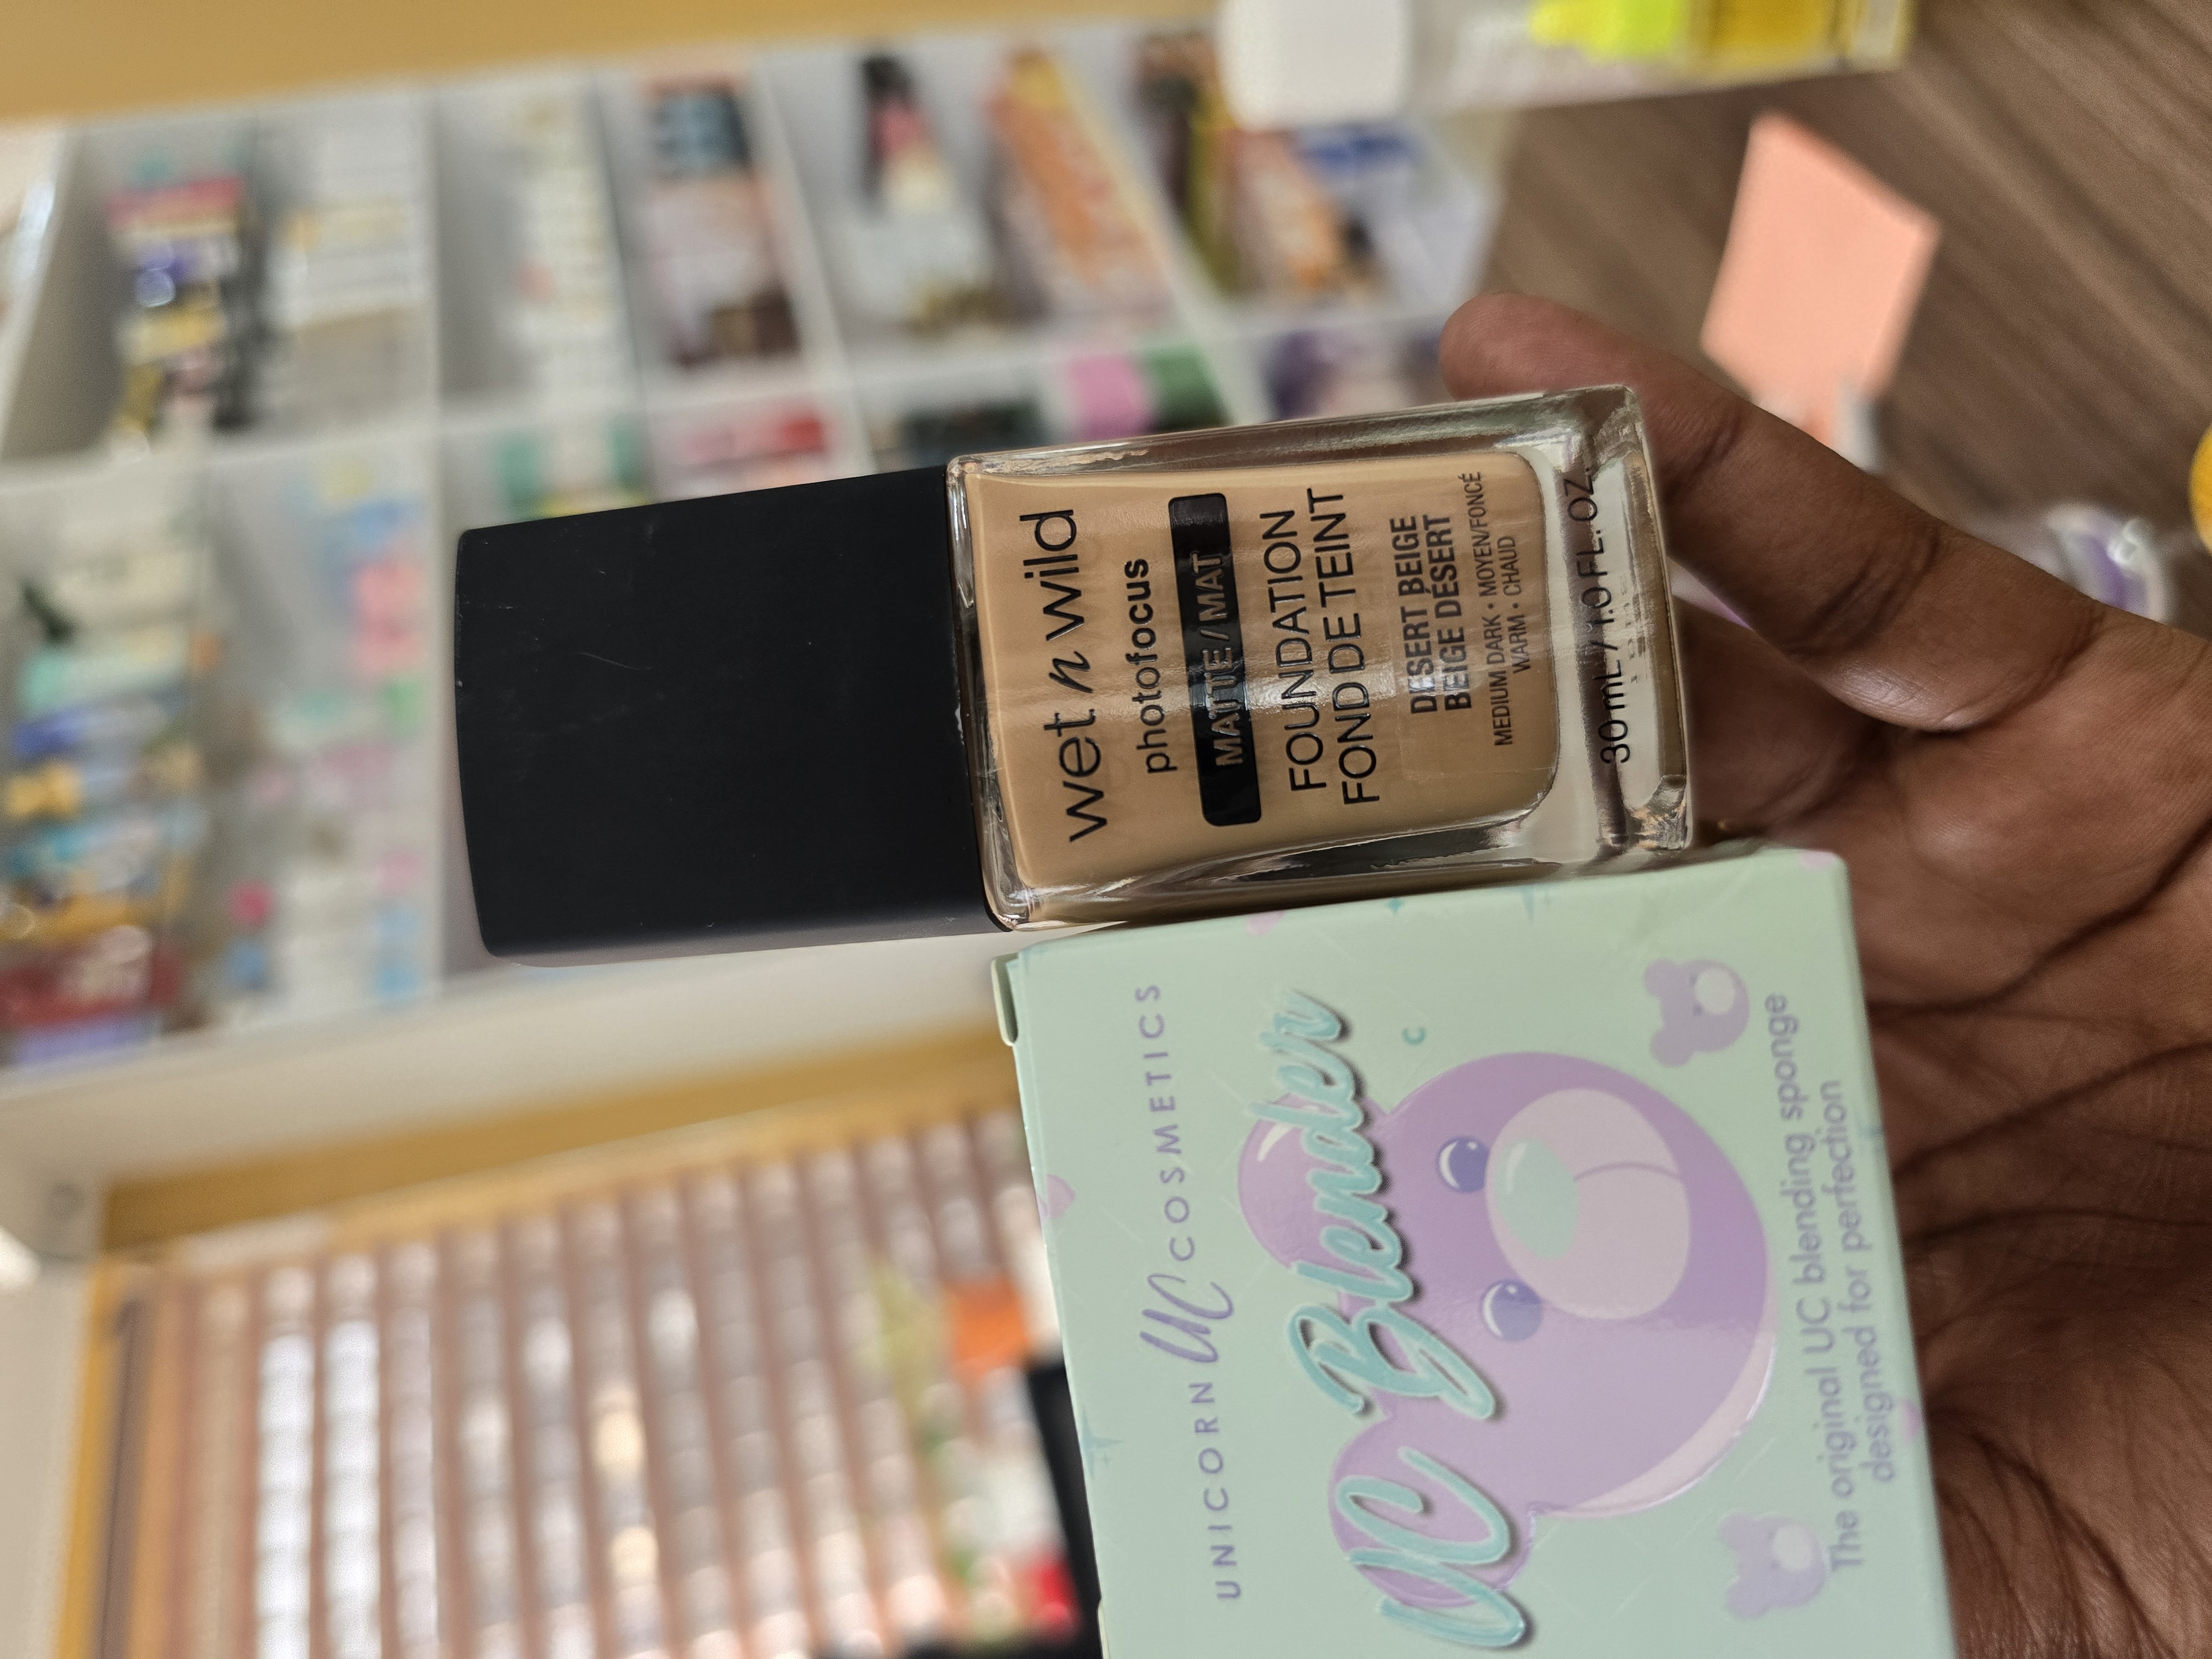 wet n wild
photofocus
MATTE / MAT
FOUNDATION
FOND DE TEINT
DESERT BEIGE
BEIGE DÉSERT
MEDIUM DARK • MOYEN/FONCÉ
WARM • CHAUD
30 mL / 1.0 FL. OZ.
UNICORN UC COSMETICS
UC Blender
The original UC blending sponge
designed for perfection